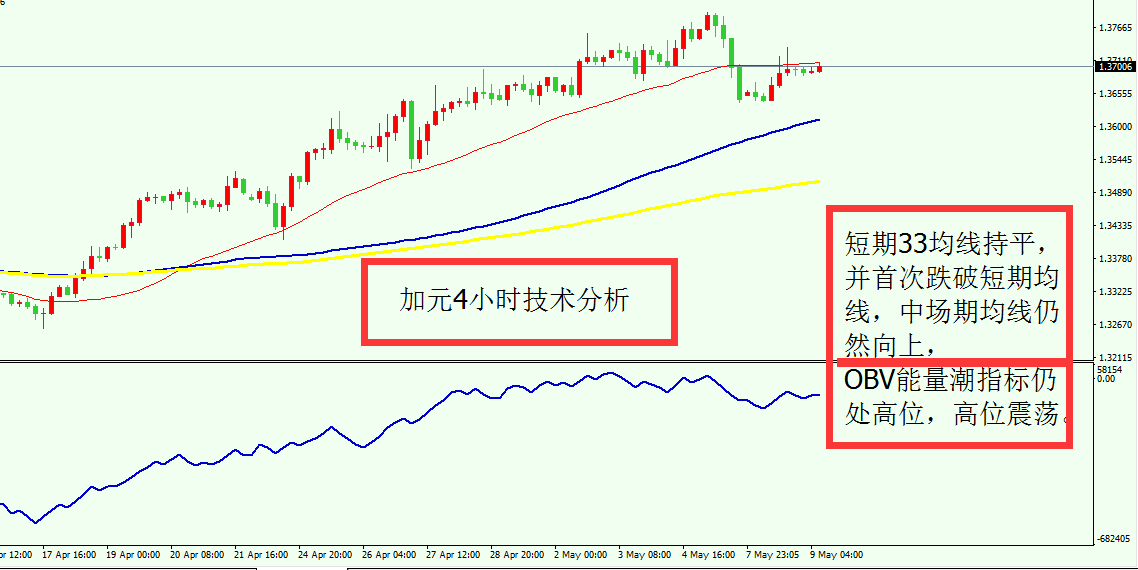 1.37665
1.37110
1.37006
1.36555
1.36000
1.35445
1.34890
1.34335
1.33780
1.33225
1.32670
1.32115
加元4小时技术分析
短期33均线持平，
并首次跌破短期均
线，中场期均线仍
然向上，
OBV能量潮指标仍
处高位，高位震荡。
58154
0.00
-682405
12:00 17 Apr 16:00 19 Apr 00:00 20 Apr 08:00 21 Apr 16:00 24 Apr 20:00 26 Apr 04:00 27 Apr 12:00 28 Apr 20:00 2 May 00:00 3 May 08:00 4 May 16:00 7 May 23:05 9 May 04:00